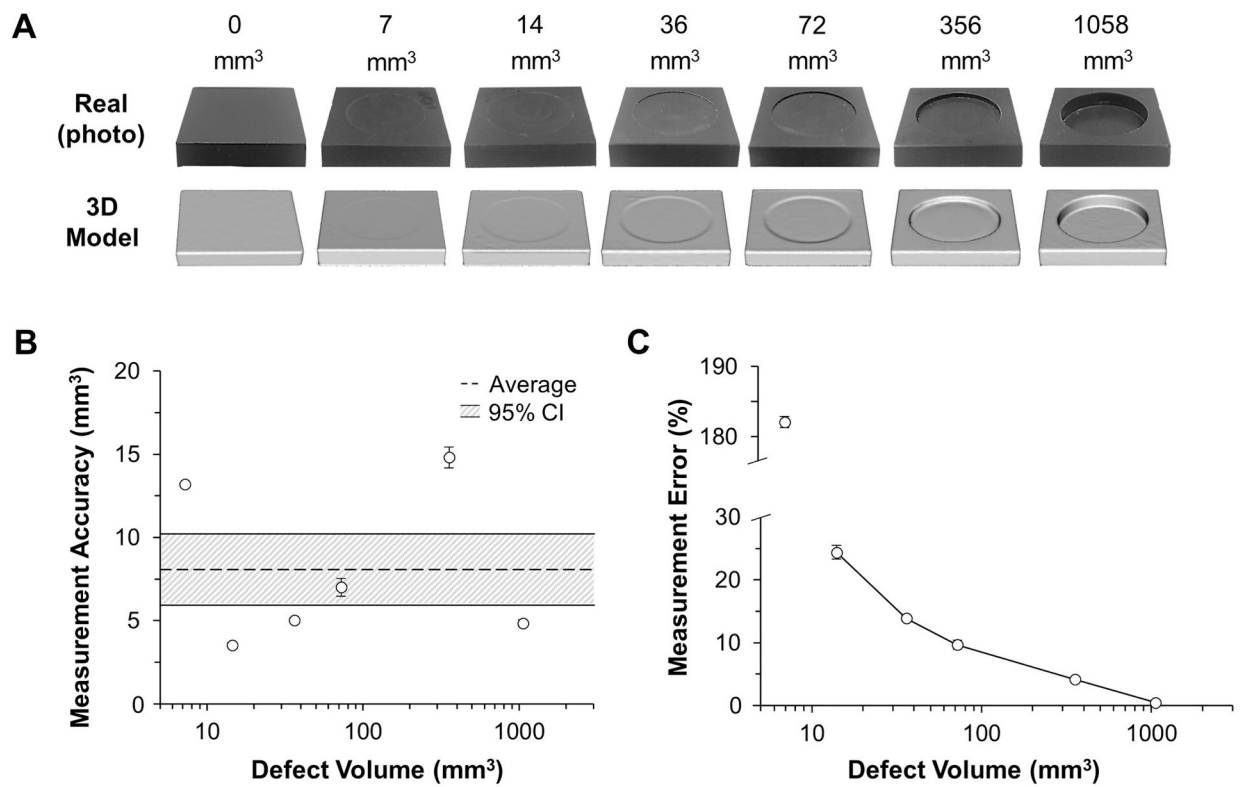 A
0 7 14 36 72 356 1058
mm³ mm³ mm³ mm³ mm³ mm³ mm³
Real
(photo)
3D
Model
B
Measurement Accuracy (mm³)
20
15
10
5
0
Average
95% CI
10 100 1000
Defect Volume (mm³)
C
Measurement Error (%)
190
180
30
20
10
0
10 100 1000
Defect Volume (mm³)